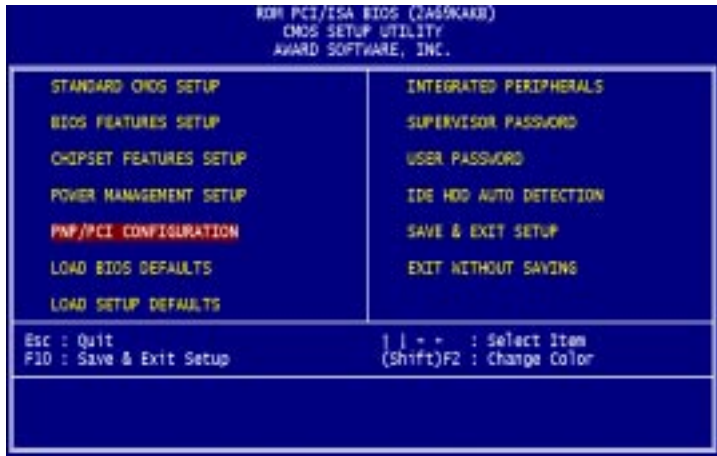 ROM PCI/ISA BIOS (2A69KAKB)
CMOS SETUP UTILITY
AWARD SOFTWARE, INC.
STANDARD CMOS SETUP
BIOS FEATURES SETUP
CHIPSET FEATURES SETUP
POWER MANAGEMENT SETUP
PNP/PCI CONFIGURATION
LOAD BIOS DEFAULTS
LOAD SETUP DEFAULTS
INTEGRATED PERIPHERALS
SUPERVISOR PASSWORD
USER PASSWORD
IDE HDD AUTO DETECTION
SAVE & EXIT SETUP
EXIT WITHOUT SAVING
Esc : Quit
F10 : Save & Exit Setup
: Select Item
(Shift)F2 : Change Color